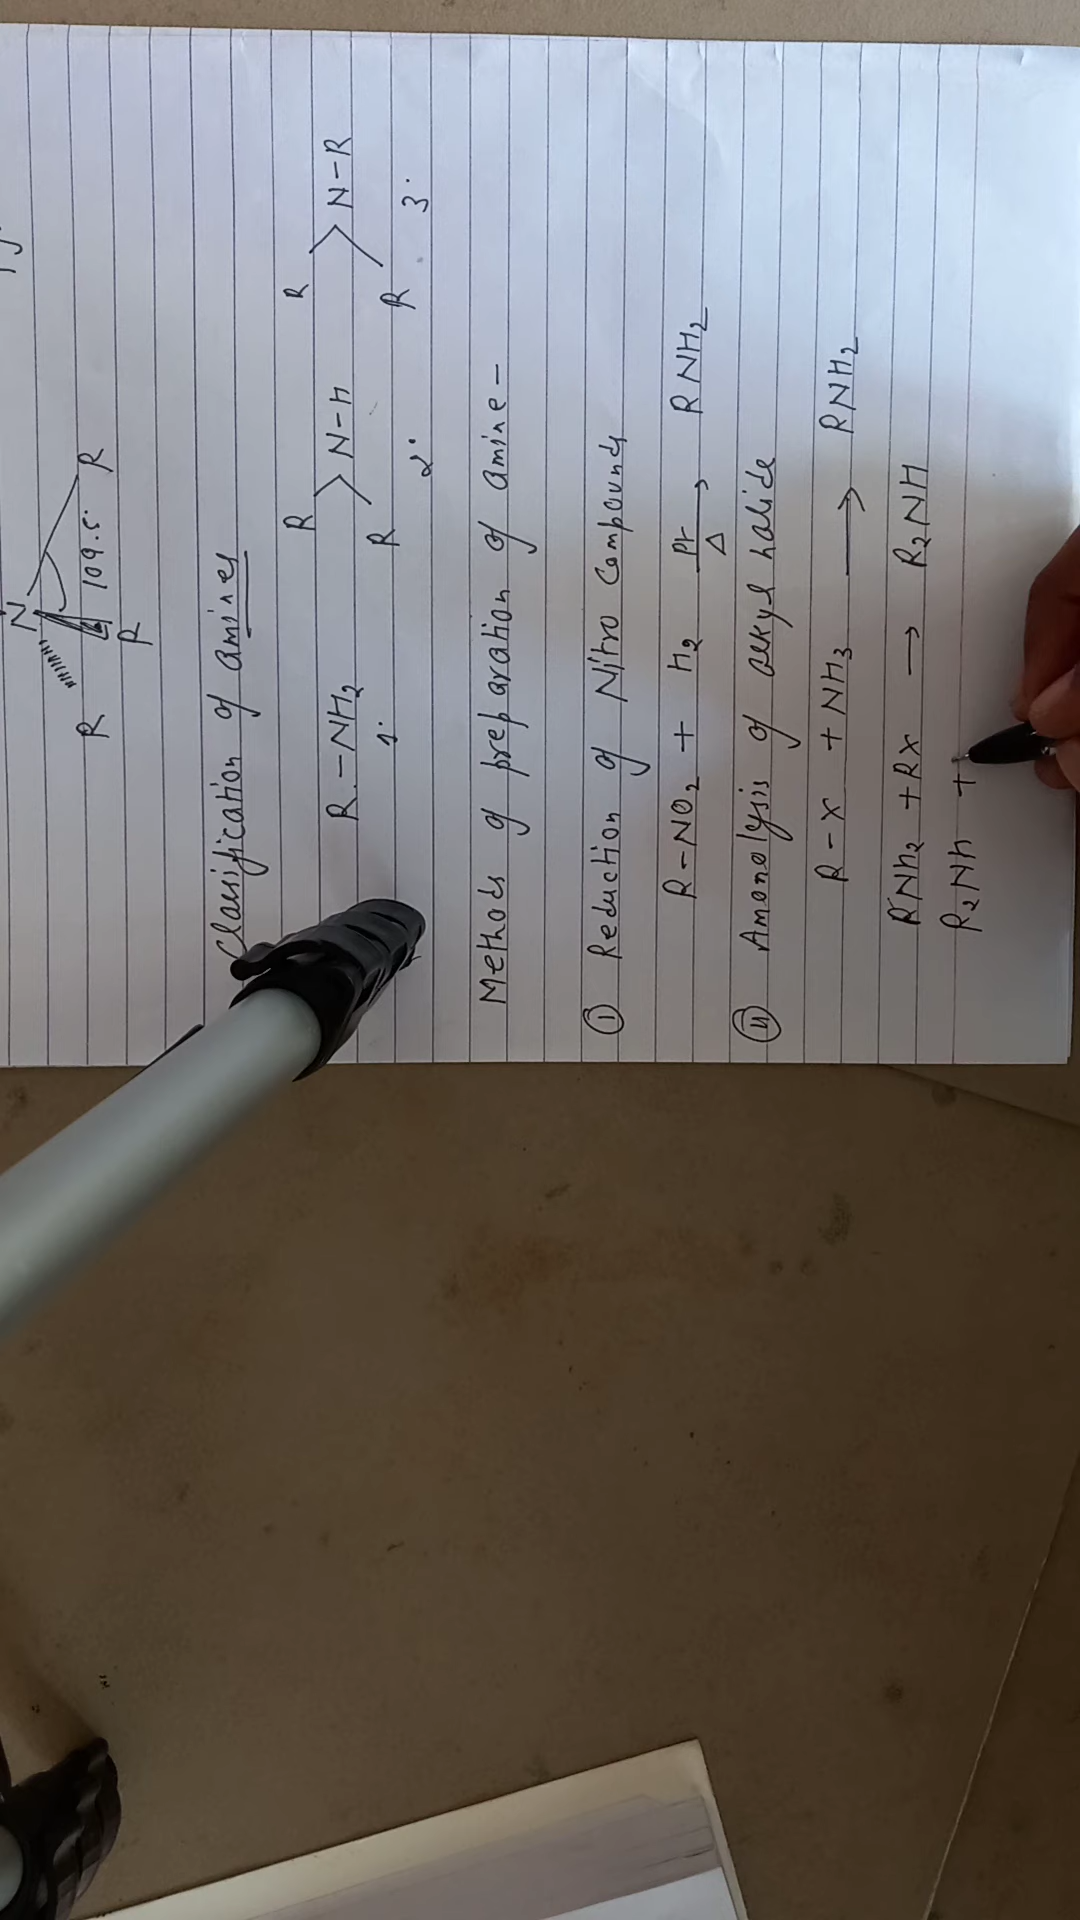 N
R R 109.5 R
Classification of amines
R-NH2 R R N-H R R N-R
1° 2° 3°
Methods of preparation of amine-
(i) Reduction of Nitro Compounds
R-NO2 + H2 Pt Δ → RNH2
(ii) Amonolysis of alkyl halide
R-X + NH3 → RNH2
RNH2 + RX → R2NH
R2NH +